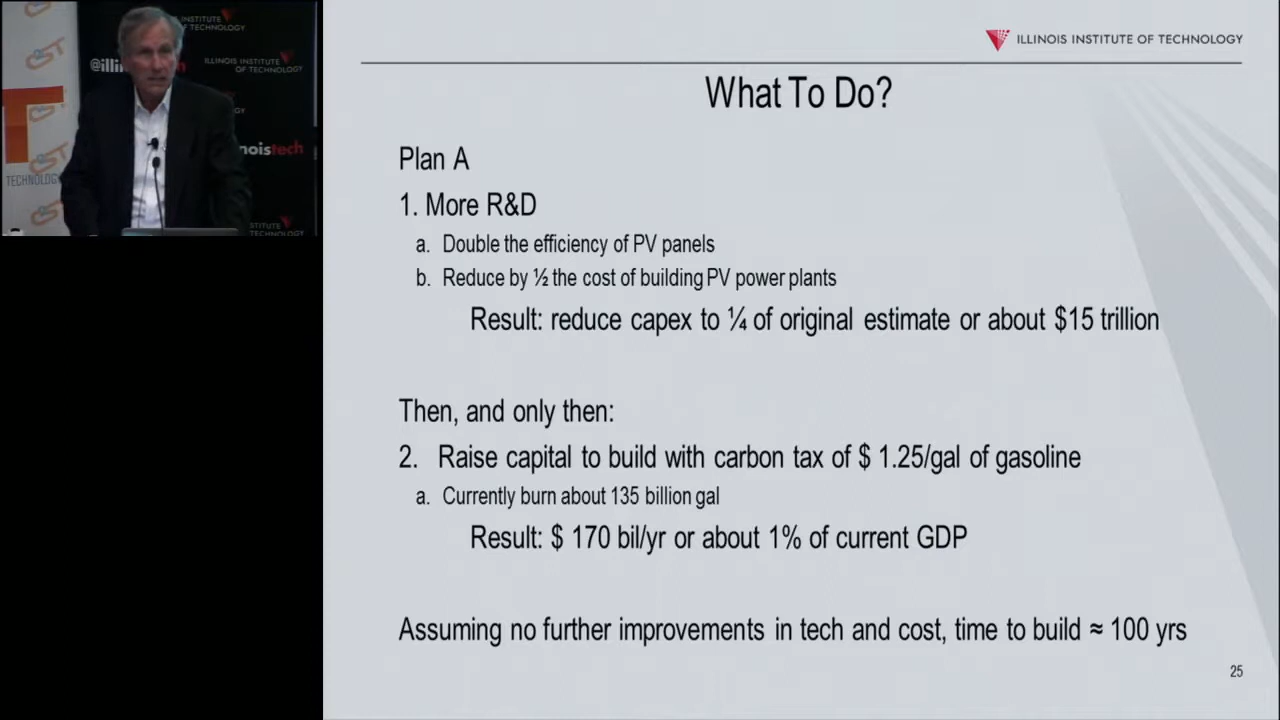 INSTITUTE
OF TECHNOLOGY
@illin
ILLINOIS INSTITUTE
OF TECHNOLOGY
noistech
TECHNOLOGY
STITUTE
TECHNOLOGY
ILLINOIS INSTITUTE OF TECHNOLOGY
What To Do?
Plan A
1. More R&D
a. Double the efficiency of PV panels
b. Reduce by ½ the cost of building PV power plants
Result: reduce capex to ¼ of original estimate or about $15 trillion
Then, and only then:
2. Raise capital to build with carbon tax of $ 1.25/gal of gasoline
a. Currently burn about 135 billion gal
Result: $ 170 bil/yr or about 1% of current GDP
Assuming no further improvements in tech and cost, time to build ≈ 100 yrs
25